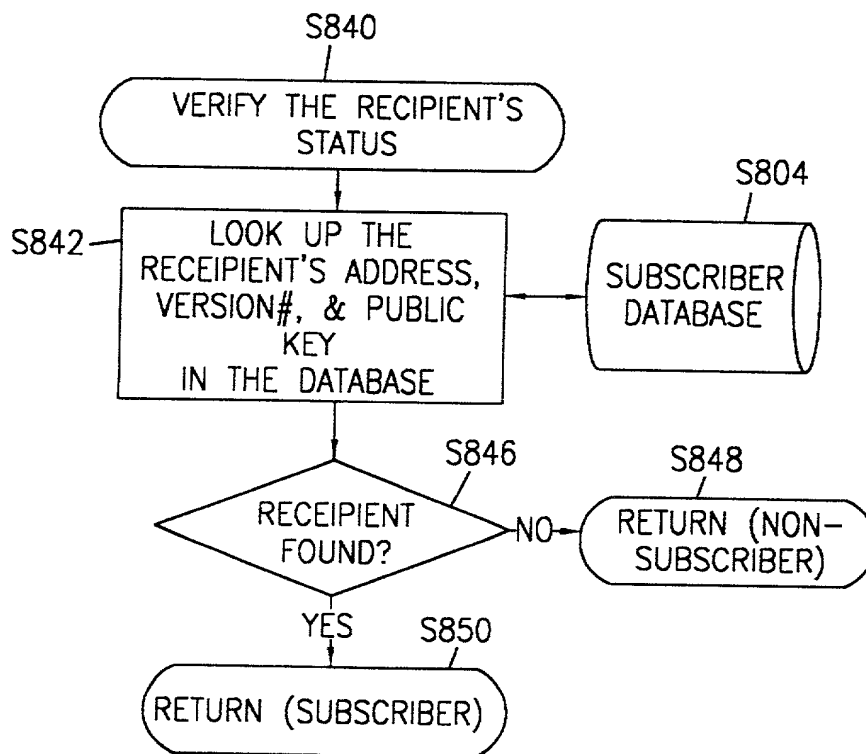 S840
VERIFY THE RECIPIENT'S
STATUS
S804
S842
LOOK UP THE
RECEIPIENT'S ADDRESS,
VERSION#, & PUBLIC
KEY
IN THE DATABASE
SUBSCRIBER
DATABASE
S846
S848
RECEIPIENT
FOUND?
NO
RETURN (NON-
SUBSCRIBER)
YES
S850
RETURN (SUBSCRIBER)